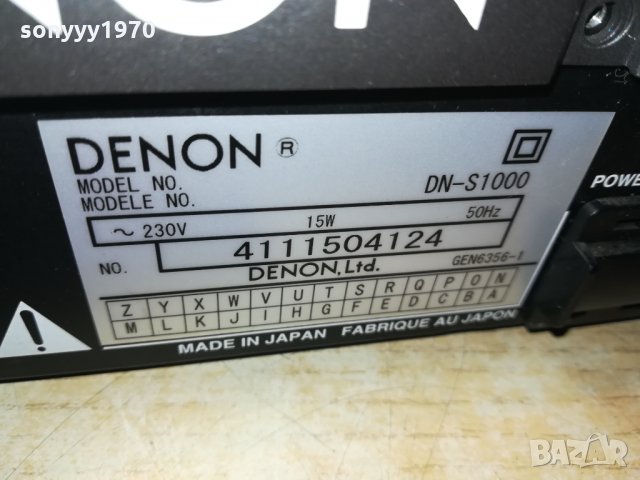 sonyyy1970
NON
DENON ®
MODEL NO.
MODELE NO.
DN-S1000
~ 230V 15W 50Hz
NO. 4111504124
DENON, Ltd.
GEN6356-1
Z Y X W V U T S R Q P O N
M L K J I H G F E D C B A
MADE IN JAPAN FABRIQUE AU JAPON
POWE
BAZAR